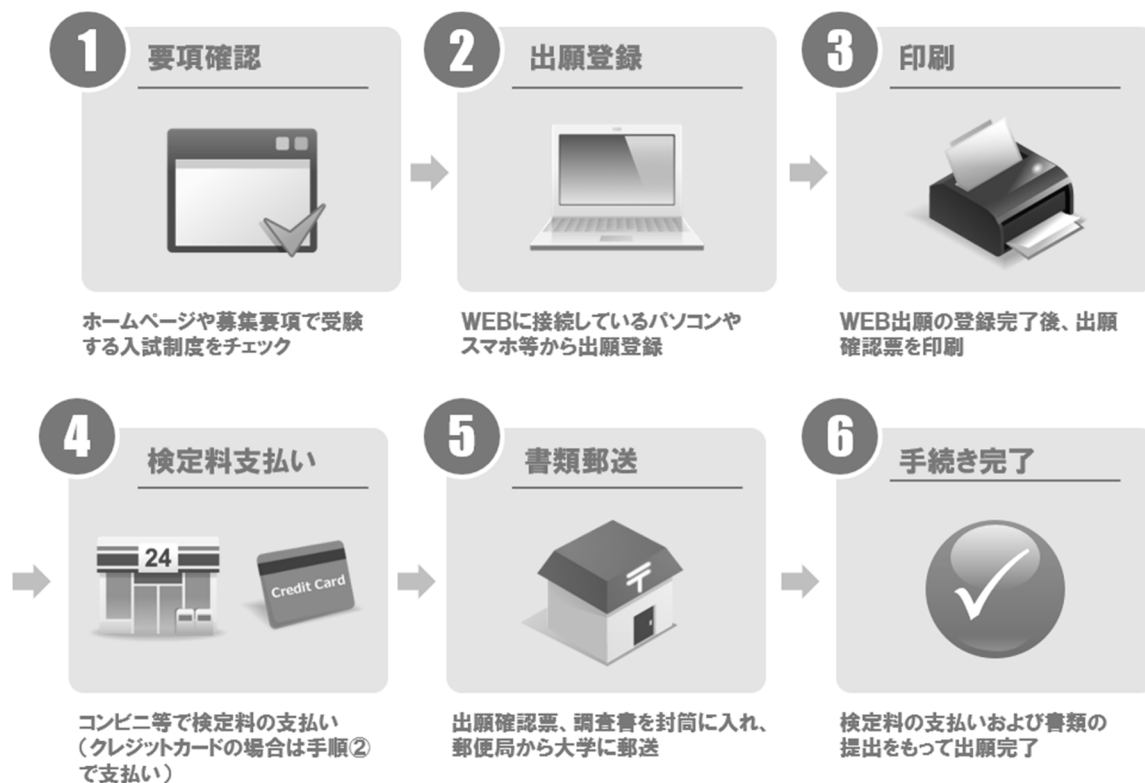 1 要項確認
ホームページや募集要項で受験
する入試制度をチェック
2 出願登録
WEBに接続しているパソコンや
スマホ等から出願登録
3 印刷
WEB出願の登録完了後、出願
確認票を印刷
4 検定料支払い
24
Credit Card
コンビニ等で検定料の支払い
（クレジットカードの場合は手順②
で支払い）
5 書類郵送
〒
出願確認票、調査書を封筒に入れ、
郵便局から大学に郵送
6 手続き完了
検定料の支払いおよび書類の
提出をもって出願完了